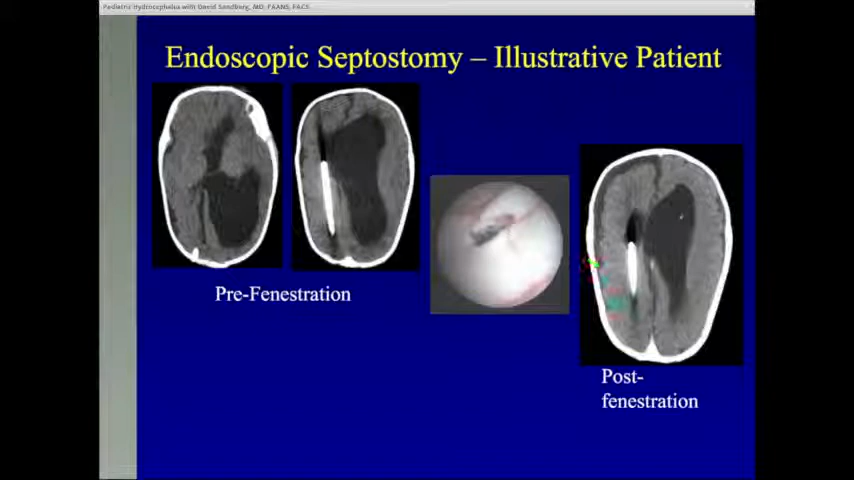 Pediatric Hydrocephalus with David Sandberg, MD, FAANS, FACS
Endoscopic Septostomy – Illustrative Patient
Pre-Fenestration
Post-
fenestration